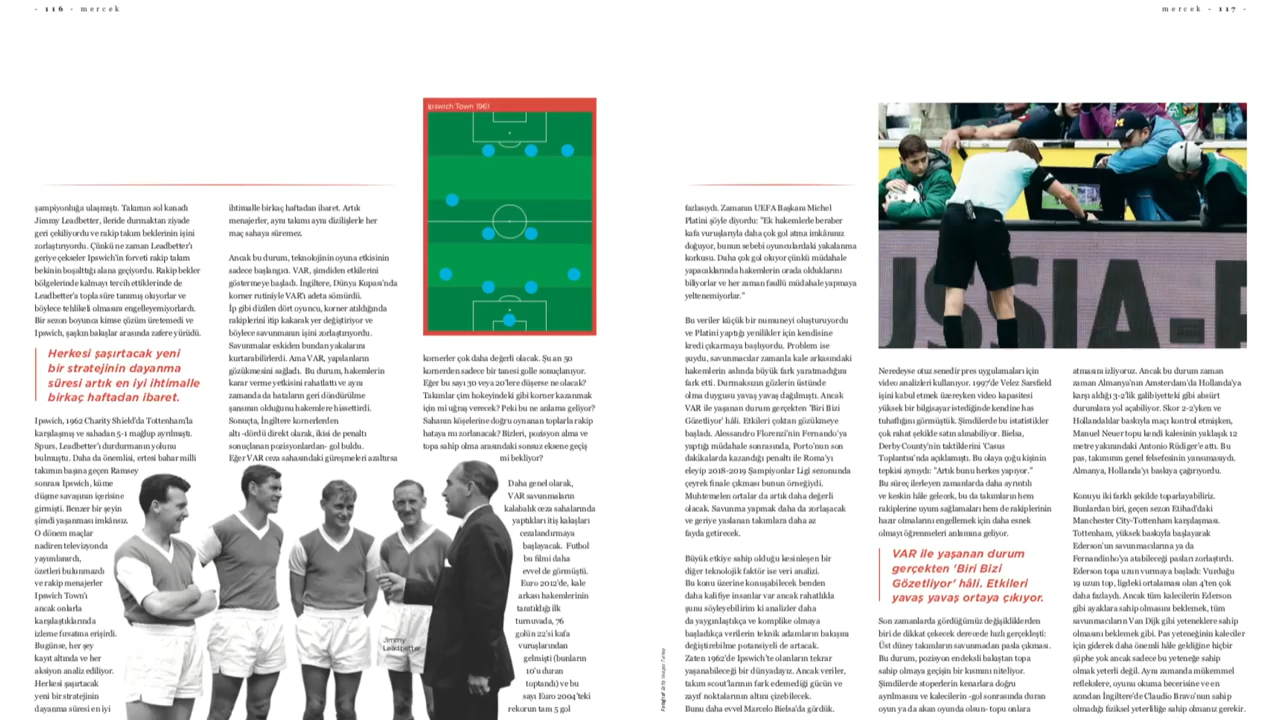 - 116 - mercek
mercek - 117 -
şampiyonluğa ulaşmıştı. Takımın sol kanadı
Jimmy Leadbetter, ileride durmaktan ziyade
geri çekiliyordu ve rakip takım beklerinin işini
zorlaştırıyordu. Çünkü ne zaman Leadbetter'ı
geriye çekseler Ipswich'in forveti rakip takım
bekinin boşalttığı alana geçiyordu. Rakip bekler
bölgelerinde kalmayı tercih ettiklerinde de
Leadbetter'a topla süre tanımış oluyorlar ve
böylece tehlikeli olmasını engelleyemiyorlardı.
Bir sezon boyunca kimse çözüm üretemedi ve
Ipswich, şaşkın bakışlar arasında zafere yürüdü.
Herkesi şaşırtacak yeni
bir stratejinin dayanma
süresi artık en iyi ihtimalle
birkaç haftadan ibaret.
Ipswich, 1962 Charity Shield'da Tottenham'la
karşılaşmış ve sahadan 5-1 mağlup ayrılmıştı.
Spurs, Leadbetter'ı durdurmanın yolunu
bulmuştu. Daha da önemlisi, ertesi bahar milli
takımın başına geçen Ramsey
sonrası Ipswich, küme
düşme savaşının içerisine
girmişti. Benzer bir şeyin
şimdi yaşanması imkânsız.
O dönem maçlar
nadiren televizyonda
yayımlanırdı,
özetleri bulunmazdı
ve rakip menajerler
Ipswich Town'ı
ancak onlarla
karşılaştıklarında
izleme fırsatına erişirdi.
Bugünse, her şey
kayıt altında ve her
aksiyon analiz ediliyor.
Herkesi şaşırtacak
yeni bir stratejinin
dayanma süresi en iyi
ihtimalle birkaç haftadan ibaret. Artık
menajerler, aynı takımı aynı dizilişlerle her
maç sahaya süremez.
Ancak bu durum, teknolojinin oyuna etkisinin
sadece başlangıcı. VAR, şimdiden etkilerini
göstermeye başladı. İngiltere, Dünya Kupası'nda
korner rutiniyle VAR'ı adeta sömürdü.
İp gibi dizilen dört oyuncu, korner atıldığında
rakiplerini itip kakarak yer değiştiriyor ve
böylece savunmanın işini zorlaştırıyordu.
Savunmalar eskiden bundan yakalarını
kurtarabilirlerdi. Ama VAR, yapılanların
gözükmesini sağladı. Bu durum, hakemlerin
karar verme yetkisini rahatlattı ve aynı
zamanda da hataların geri döndürülme
şansının olduğunu hakemlere hissettirdi.
Sonuçta, İngiltere kornerlerden
altı -dördü direkt olarak, ikisi de penaltı
sonuçlanan pozisyonlardan- gol buldu.
Eğer VAR ceza sahasındaki güreşmeleri azaltırsa
Ipswich Town 1961
kornerler çok daha değerli olacak. Şu an 50
kornerden sadece bir tanesi golle sonuçlanıyor.
Eğer bu sayı 30 veya 20'lere düşerse ne olacak?
Takımlar çim hokeyindeki gibi korner kazanmak
için mi uğraş verecek? Peki bu ne anlama geliyor?
Sahanın köşelerine doğru oynanan toplarla rakip
hataya mı zorlanacak? Bizleri, pozisyon alma ve
topa sahip olma arasındaki sonsuz eksene geçiş
mi bekliyor?
Daha genel olarak,
VAR savunmaların
kalabalık ceza sahalarında
yaptıkları itiş kakışları
cezalandırmaya
başlayacak. Futbol
bu filmi daha
evvel de görmüştü.
Euro 2012'de, kale
arkası hakemlerinin
tanıtıldığı ilk
turnuvada, 76
golün 22'si kafa
vuruşlarından
gelmişti (bunların
10'u duran
toptandı) ve bu
sayı Euro 2004'teki
rekorun tam 5 gol
Jimmy
Leadbetter
fazlasıydı. Zamanın UEFA Başkanı Michel
Platini şöyle diyordu: "Ek hakemlerle beraber
kafa vuruşlarıyla daha çok gol atma imkânınız
doğuyor, bunun sebebi oyunculardaki yakalanma
korkusu. Daha çok gol oluyor çünkü müdahale
yapacaklarında hakemlerin orada olduklarını
biliyorlar ve her zaman faullü müdahale yapmaya
yeltenemiyorlar."
Bu veriler küçük bir numuneyi oluşturuyordu
ve Platini yaptığı yenilikler için kendisine
kredi çıkarmaya başlıyordu. Problem ise
şuydu, savunmacılar zamanla kale arkasındaki
hakemlerin aslında büyük fark yaratmadığını
fark etti. Durmaksızın gözlerin üstünde
olma duygusu yavaş yavaş dağılmıştı. Ancak
VAR ile yaşanan durum gerçekten 'Biri Bizi
Gözetliyor' hâli. Etkileri çoktan gözükmeye
başladı. Alessandro Florenzi'nin Fernando'ya
yaptığı müdahale sonrasında, Porto'nun son
dakikalarda kazandığı penaltı ile Roma'yı
eleyip 2018-2019 Şampiyonlar Ligi sezonunda
çeyrek finale çıkması bunun örneğiydi.
Muhtemelen ortalar da artık daha değerli
olacak. Savunma yapmak daha da zorlaşacak
ve geriye yaslanan takımlara daha az
fayda getirecek.
Büyük etkiye sahip olduğu kesinleşen bir
diğer teknolojik faktör ise veri analizi.
Bu konu üzerine konuşabilecek benden
daha kalifiye insanlar var ancak rahatlıkla
şunu söyleyebilirim ki analizler daha
da yaygınlaştıkça ve komplike olmaya
başladıkça verilerin teknik adamların bakışını
değiştirebilme potansiyeli de artacak.
Zaten 1962'de Ipswich'te olanların tekrar
yaşanabileceği bir dünyadayız. Ancak veriler,
takım scout'larının fark edemediği gücün ve
zayıf noktalarının altını çizebilecek.
Bunu daha evvel Marcelo Bielsa'da gördük.
Fotoğraf Getty Images Turkey
USSIA
Neredeyse otuz senedir pres uygulamaları için
video analizleri kullanıyor. 1997'de Velez Sarsfield
işini kabul etmek üzereyken video kapasitesi
yüksek bir bilgisayar istediğinde kendine has
tuhaflığını görmüştük. Şimdilerde bu istatistikler
çok rahat şekilde satın alınabiliyor. Bielsa,
Derby County'nin taktiklerini 'Casus
Toplantısı'nda açıklamıştı. Bu olaya çoğu kişinin
tepkisi aynıydı: "Artık bunu herkes yapıyor."
Bu süreç ilerleyen zamanlarda daha ayrıntılı
ve keskin hâle gelecek, bu da takımların hem
rakiplerine uyum sağlamaları hem de rakiplerinin
hazır olmalarını engellemek için daha esnek
olmayı öğrenmeleri anlamına geliyor.
VAR ile yaşanan durum
gerçekten 'Biri Bizi
Gözetliyor' hâli. Etkileri
yavaş yavaş ortaya çıkıyor.
Son zamanlarda gördüğümüz değişikliklerden
biri de dikkat çekecek derecede hızlı gerçekleşti:
Üst düzey takımların savunmadan pasla çıkması.
Bu durum, pozisyon endeksli bakıştan topa
sahip olmaya geçişin bir kısmını niteliyor.
Şimdilerde stoperlerin kenarlara doğru
ayrılmasını ve kalecilerin -gol sonrasında duran
oyun ya da akan oyunda olsun- topu onlara
atmasını izliyoruz. Ancak bu durum zaman
zaman Almanya'nın Amsterdam'da Hollanda'ya
karşı aldığı 3-2'lik galibiyetteki gibi absürt
durumlara yol açabiliyor. Skor 2-2'yken ve
Hollandalılar baskıyla maçı kontrol etmişken,
Manuel Neuer topu kendi kalesinin yaklaşık 12
metre yakınındaki Antonio Rüdiger'e attı. Bu
pas, takımının genel felsefesinin yansımasıydı.
Almanya, Hollanda'yı baskıya çağırıyordu.
Konuyu iki farklı şekilde toparlayabiliriz.
Bunlardan biri, geçen sezon Etihad'daki
Manchester City-Tottenham karşılaşması.
Tottenham, yüksek baskıyla başlayarak
Ederson'un savunmacılarına ya da
Fernandinho'ya atabileceği pasları zorlaştırdı.
Ederson topa uzun vurmaya başladı: Vurduğu
19 uzun top, ligdeki ortalaması olan 4'ten çok
daha fazlaydı. Ancak tüm kalecilerin Ederson
gibi ayaklara sahip olmasını beklemek, tüm
savunmacıların Van Dijk gibi yeteneklere sahip
olmasını beklemek gibi. Pas yeteneğinin kaleciler
için giderek daha önemli hâle geldiğine hiçbir
şüphe yok ancak sadece bu yeteneğe sahip
olmak yeterli değil. Aynı zamanda mükemmel
reflekslere, oyunu okuma becerisine ve en
azından İngiltere'de Claudio Bravo'nun sahip
olmadığı fiziksel yeterliliğe sahip olmanız gerekir.